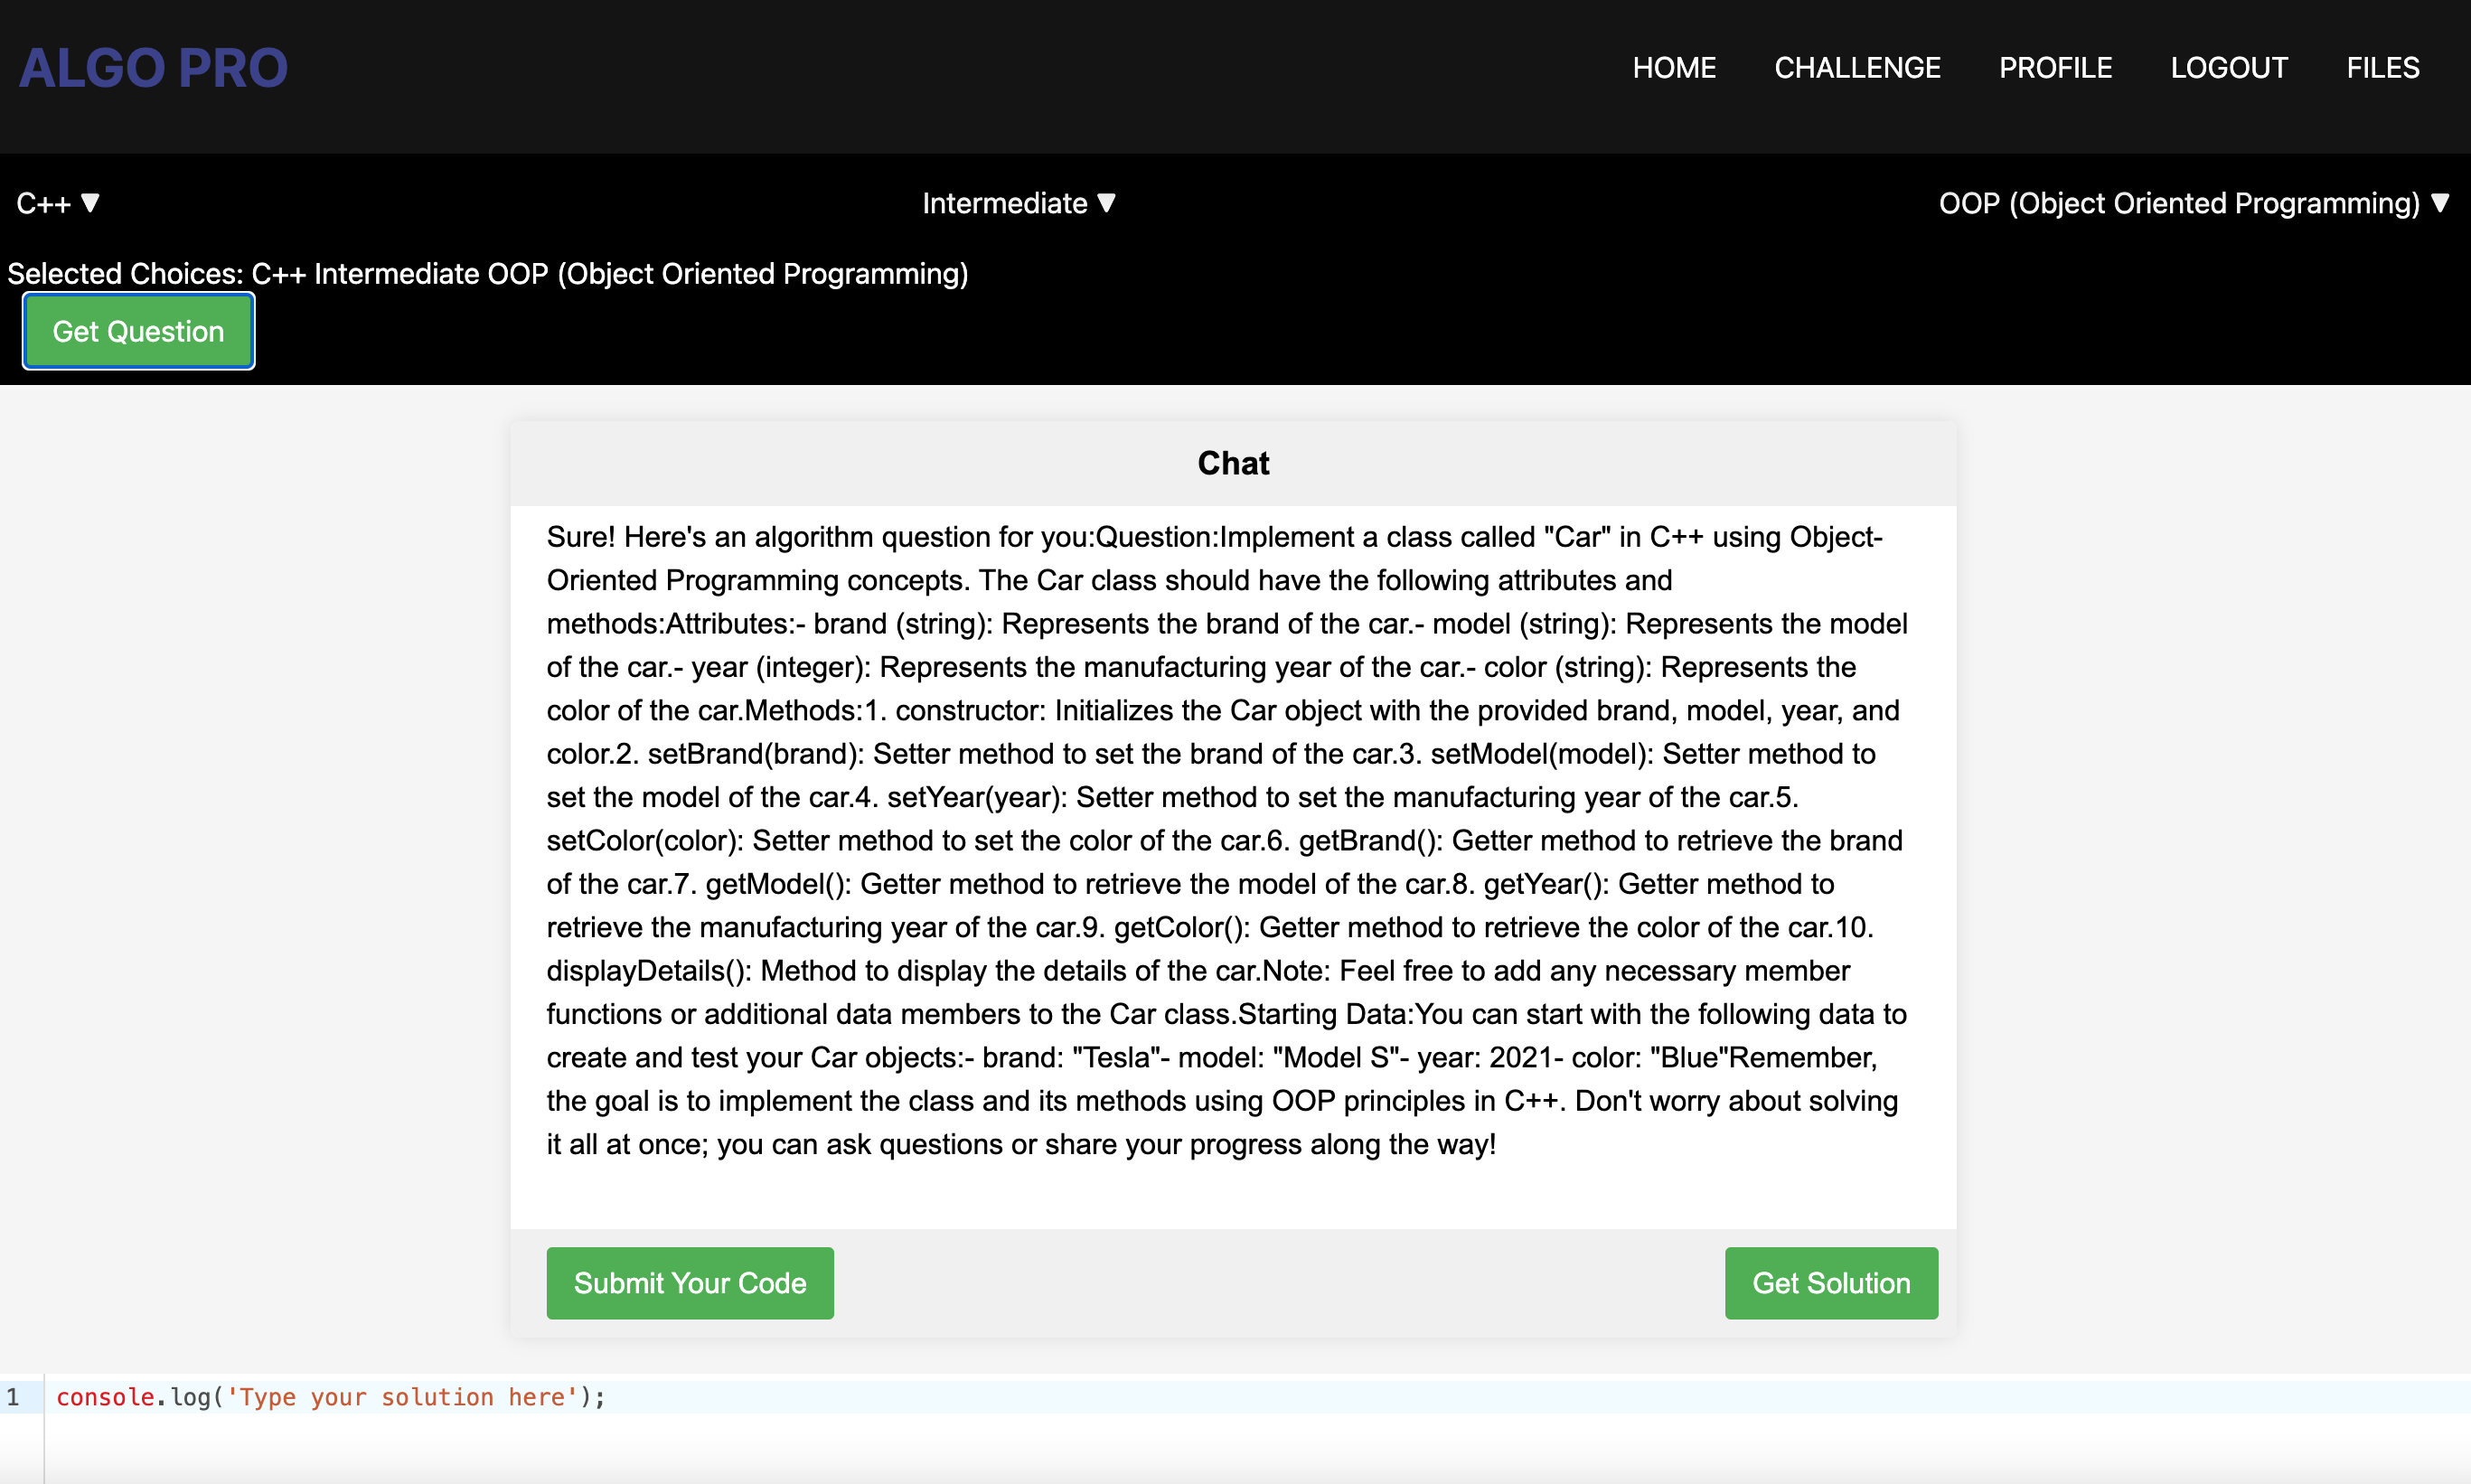 ALGO PRO
HOME CHALLENGE PROFILE LOGOUT FILES
C++ ▼ Intermediate ▼ OOP (Object Oriented Programming) ▼
Selected Choices: C++ Intermediate OOP (Object Oriented Programming)
Get Question
Chat
Sure! Here's an algorithm question for you:Question:Implement a class called "Car" in C++ using Object-
Oriented Programming concepts. The Car class should have the following attributes and
methods:Attributes:- brand (string): Represents the brand of the car.- model (string): Represents the model
of the car.- year (integer): Represents the manufacturing year of the car.- color (string): Represents the
color of the car.Methods:1. constructor: Initializes the Car object with the provided brand, model, year, and
color.2. setBrand(brand): Setter method to set the brand of the car.3. setModel(model): Setter method to
set the model of the car.4. setYear(year): Setter method to set the manufacturing year of the car.5.
setColor(color): Setter method to set the color of the car.6. getBrand(): Getter method to retrieve the brand
of the car.7. getModel(): Getter method to retrieve the model of the car.8. getYear(): Getter method to
retrieve the manufacturing year of the car.9. getColor(): Getter method to retrieve the color of the car.10.
displayDetails(): Method to display the details of the car.Note: Feel free to add any necessary member
functions or additional data members to the Car class.Starting Data:You can start with the following data to
create and test your Car objects:- brand: "Tesla"- model: "Model S"- year: 2021- color: "Blue"Remember,
the goal is to implement the class and its methods using OOP principles in C++. Don't worry about solving
it all at once; you can ask questions or share your progress along the way!
Submit Your Code Get Solution
1 console.log('Type your solution here');